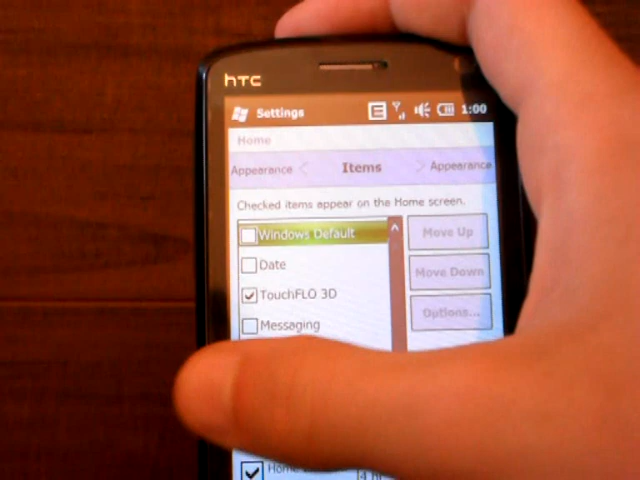 hTC
Settings E 1:00
Home
Appearance < Items > Appearance
Checked items appear on the Home screen.
Windows Default
Date
TouchFLO 3D
Messaging
Move Up
Move Down
Options...
Home